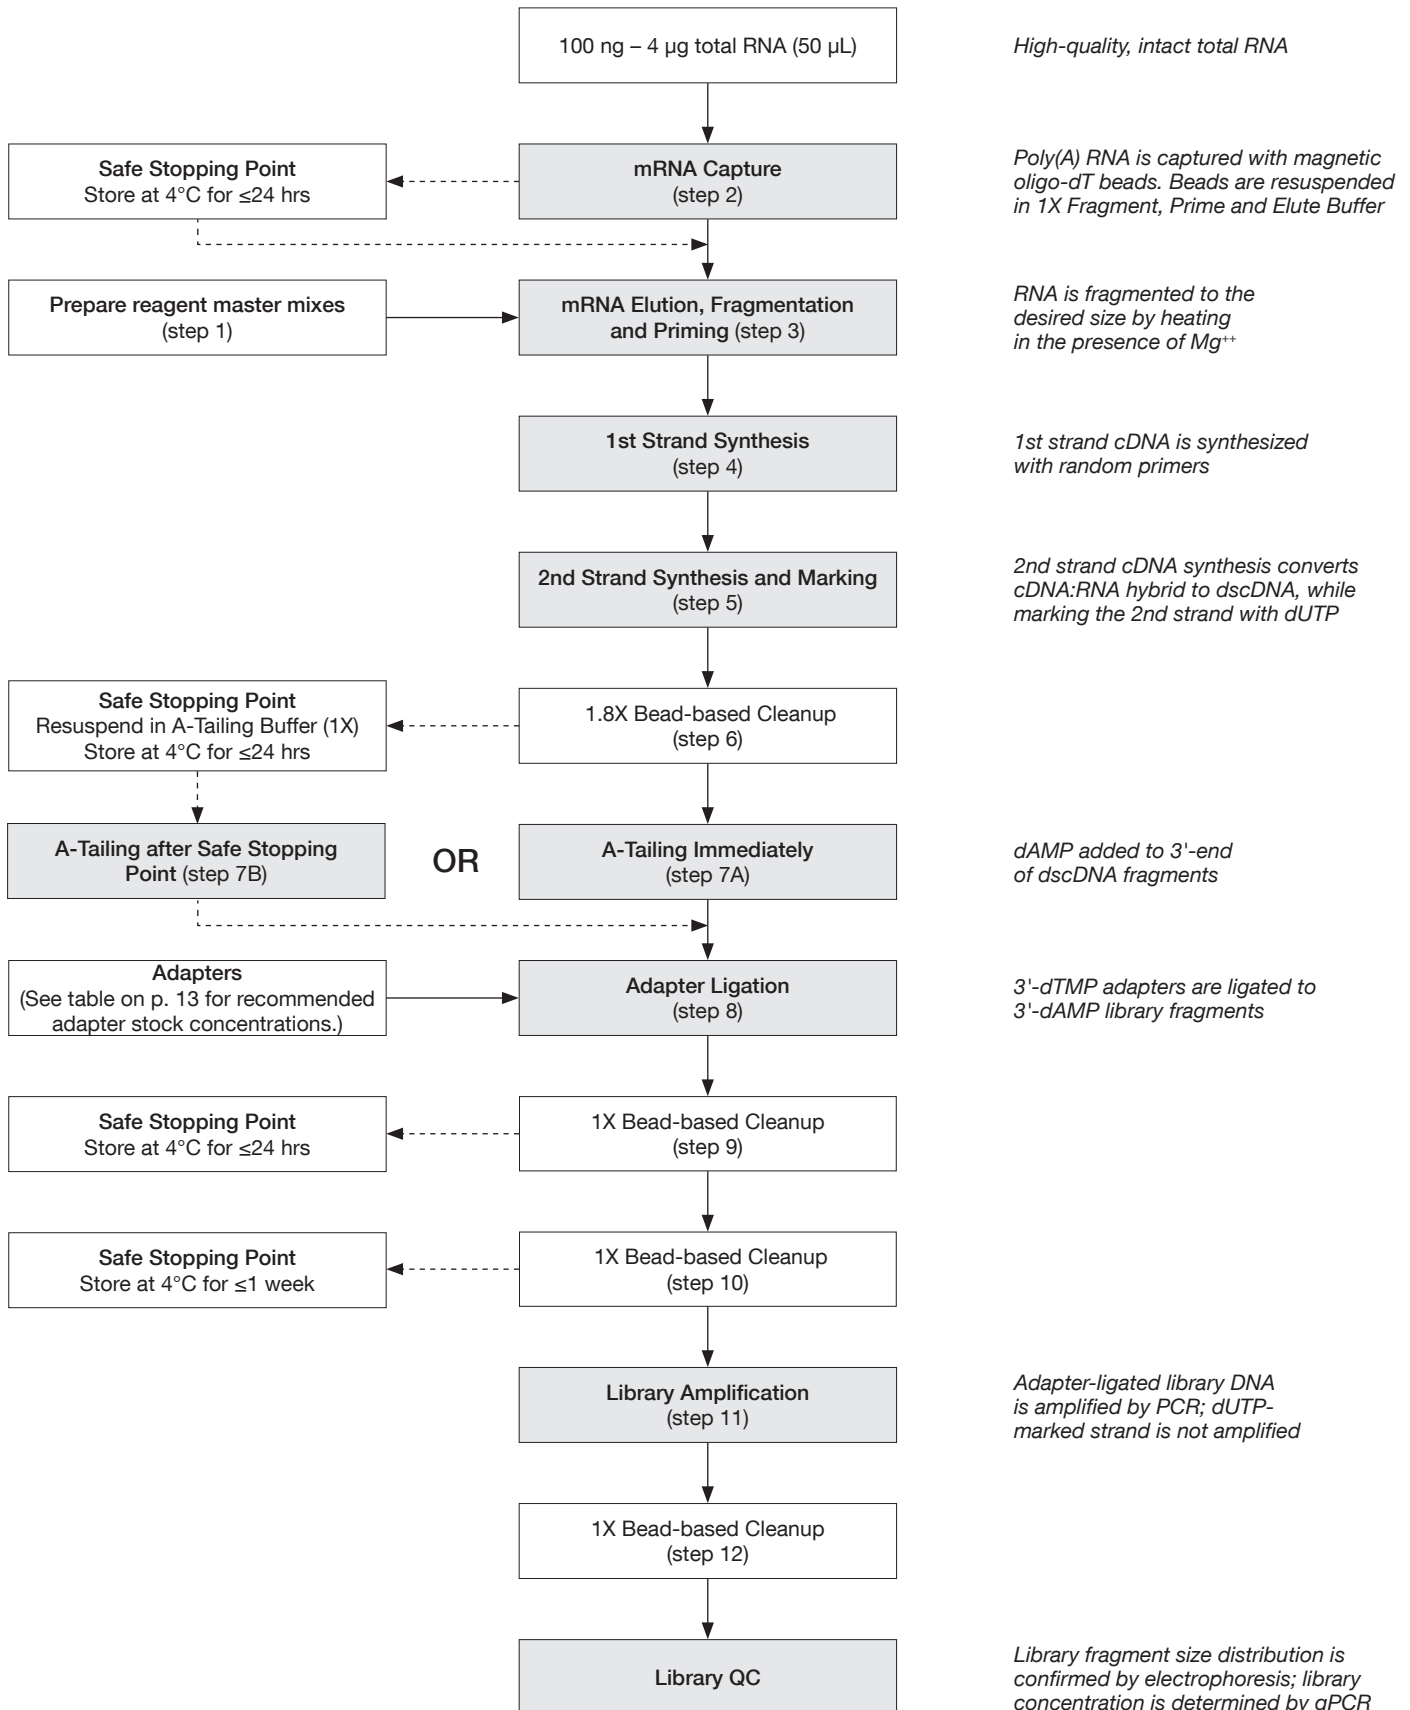 100 ng – 4 µg total RNA (50 µL)
High-quality, intact total RNA
Safe Stopping Point
Store at 4°C for ≤24 hrs
mRNA Capture
(step 2)
Poly(A) RNA is captured with magnetic
oligo-dT beads. Beads are resuspended
in 1X Fragment, Prime and Elute Buffer
Prepare reagent master mixes
(step 1)
mRNA Elution, Fragmentation
and Priming (step 3)
RNA is fragmented to the
desired size by heating
in the presence of Mg⁺⁺
1st Strand Synthesis
(step 4)
1st strand cDNA is synthesized
with random primers
2nd Strand Synthesis and Marking
(step 5)
2nd strand cDNA synthesis converts
cDNA:RNA hybrid to dscDNA, while
marking the 2nd strand with dUTP
Safe Stopping Point
Resuspend in A-Tailing Buffer (1X)
Store at 4°C for ≤24 hrs
1.8X Bead-based Cleanup
(step 6)
A-Tailing after Safe Stopping
Point (step 7B)
OR
A-Tailing Immediately
(step 7A)
dAMP added to 3'-end
of dscDNA fragments
Adapters
(See table on p. 13 for recommended
adapter stock concentrations.)
Adapter Ligation
(step 8)
3'-dTMP adapters are ligated to
3'-dAMP library fragments
Safe Stopping Point
Store at 4°C for ≤24 hrs
1X Bead-based Cleanup
(step 9)
Safe Stopping Point
Store at 4°C for ≤1 week
1X Bead-based Cleanup
(step 10)
Library Amplification
(step 11)
Adapter-ligated library DNA
is amplified by PCR; dUTP-
marked strand is not amplified
1X Bead-based Cleanup
(step 12)
Library QC
Library fragment size distribution is
confirmed by electrophoresis; library
concentration is determined by qPCR